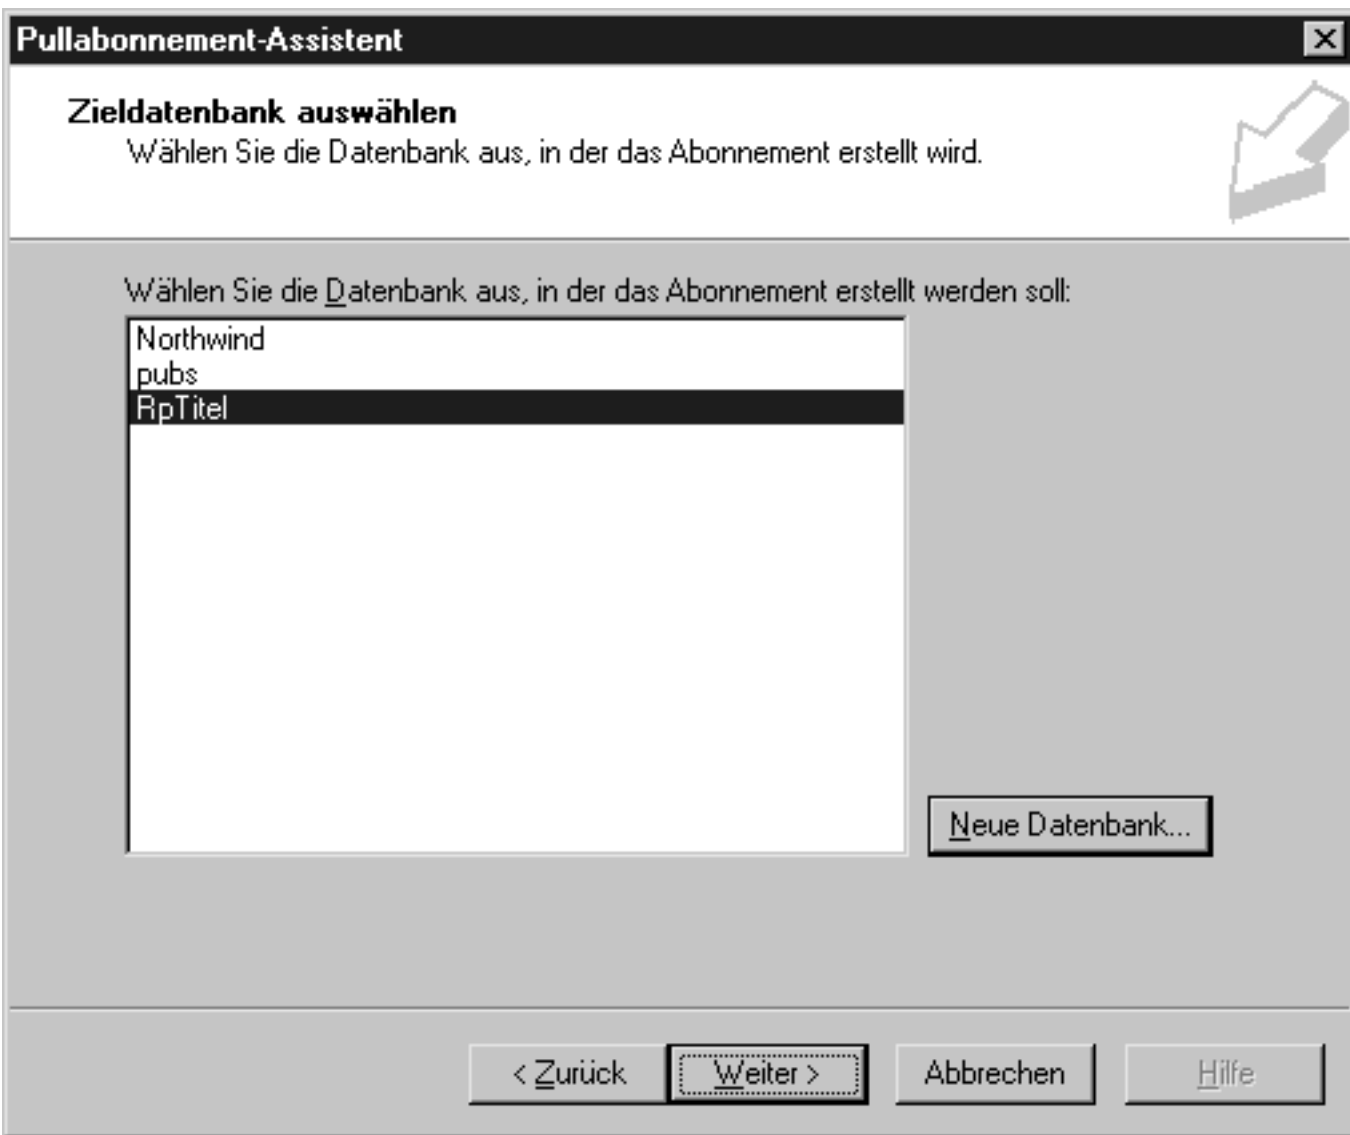 Pullabonnement-Assistent
Zieldatenbank auswählen
Wählen Sie die Datenbank aus, in der das Abonnement erstellt wird.
Wählen Sie die Datenbank aus, in der das Abonnement erstellt werden soll:
Northwind
pubs
RpTitel
Neue Datenbank...
< Zurück
Weiter >
Abbrechen
Hilfe